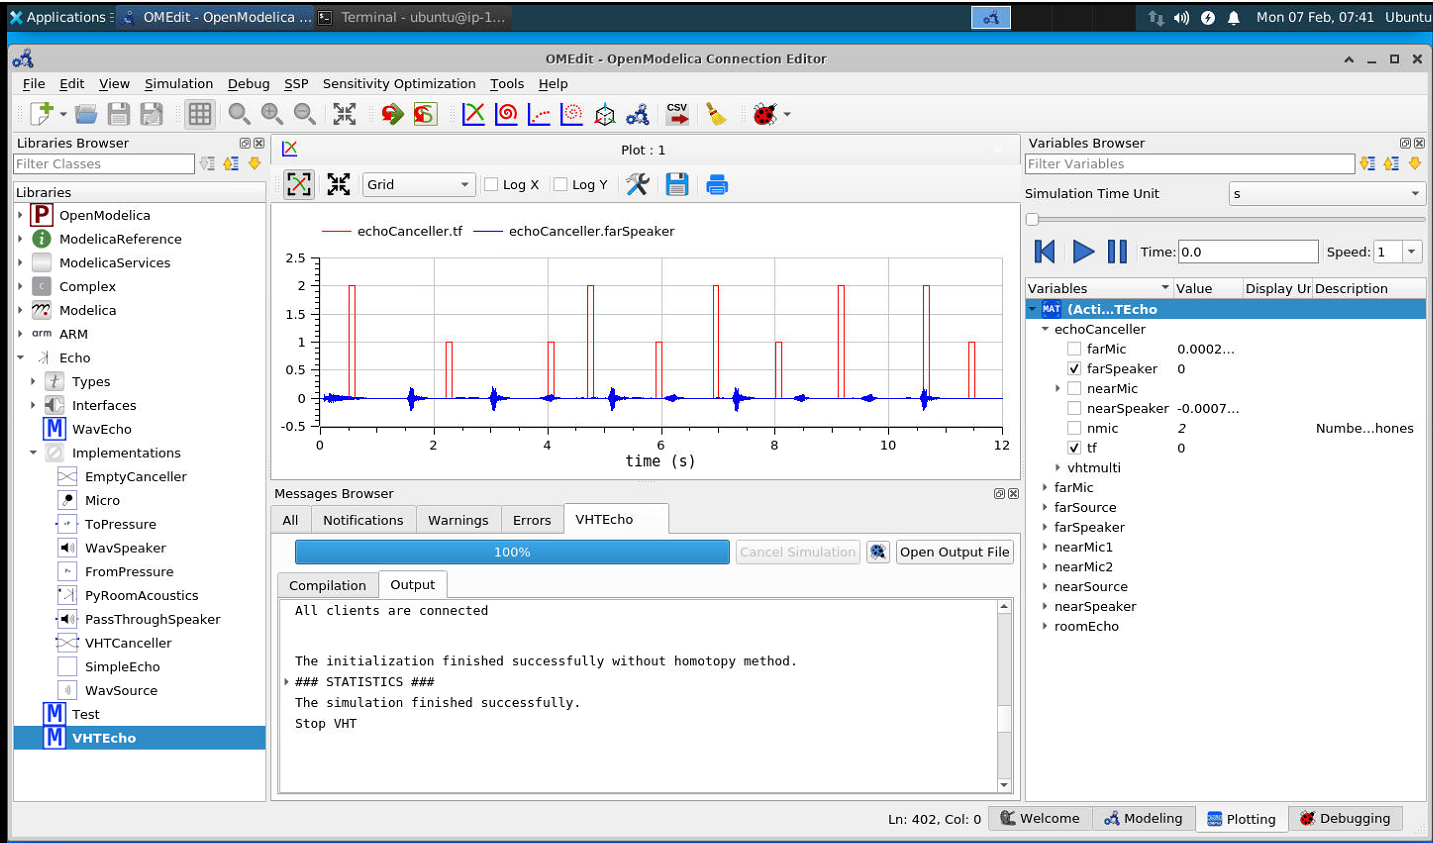 Applications
OMEdit - OpenModelica ...
Terminal - ubuntu@ip-1...
Mon 07 Feb, 07:41 Ubuntu
OMEdit - OpenModelica Connection Editor
File Edit View Simulation Debug SSP Sensitivity Optimization Tools Help
CSV
Libraries Browser
Filter Classes
Libraries
P OpenModelica
i ModelicaReference
ModelicaServices
C Complex
Modelica
arm ARM
Echo
T Types
Interfaces
M WavEcho
Implementations
EmptyCanceller
Micro
ToPressure
WavSpeaker
FromPressure
PyRoomAcoustics
PassThroughSpeaker
VHTCanceller
SimpleEcho
WavSource
M Test
M VHTEcho
Plot : 1
Grid Log X Log Y
echoCanceller.tf echoCanceller.farSpeaker
2.5
2
1.5
1
0.5
0
-0.5
0 2 4 6 8 10 12
time (s)
Messages Browser
All Notifications Warnings Errors VHTEcho
100% Cancel Simulation Open Output File
Compilation Output
All clients are connected
The initialization finished successfully without homotopy method.
### STATISTICS ###
The simulation finished successfully.
Stop VHT
Variables Browser
Filter Variables
Simulation Time Unit s
Time: 0.0 Speed: 1
Variables Value Display Ur Description
MAT (Acti...TEcho
echoCanceller
farMic 0.0002...
farSpeaker 0
nearMic
nearSpeaker -0.0007...
nmic 2 Numbe...hones
tf 0
vhtmulti
farMic
farSource
farSpeaker
nearMic1
nearMic2
nearSource
nearSpeaker
roomEcho
Ln: 402, Col: 0 Welcome Modeling Plotting Debugging